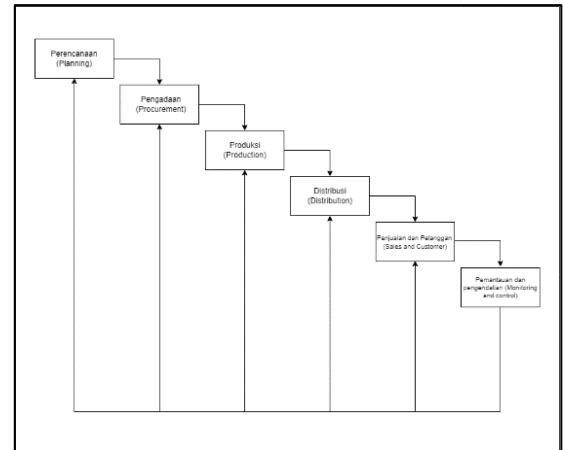 Perencanaan
(Planning)
Pengadaan
(Procurement)
Produksi
(Production)
Distribusi
(Distribution)
Penjualan dan Pelanggan
(Sales and Customer)
Pemantauan dan
pengendalian (Monitoring
and control)